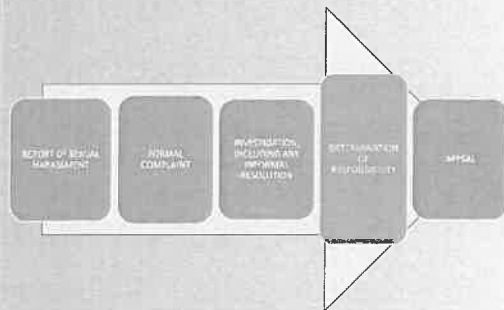 REPORT OF SEXUAL
HARASSMENT
FORMAL
COMPLAINT
INVESTIGATION,
INCLUDING ANY
INFORMAL
RESOLUTION
DETERMINATION
OF
RESPONSIBILITY
APPEAL